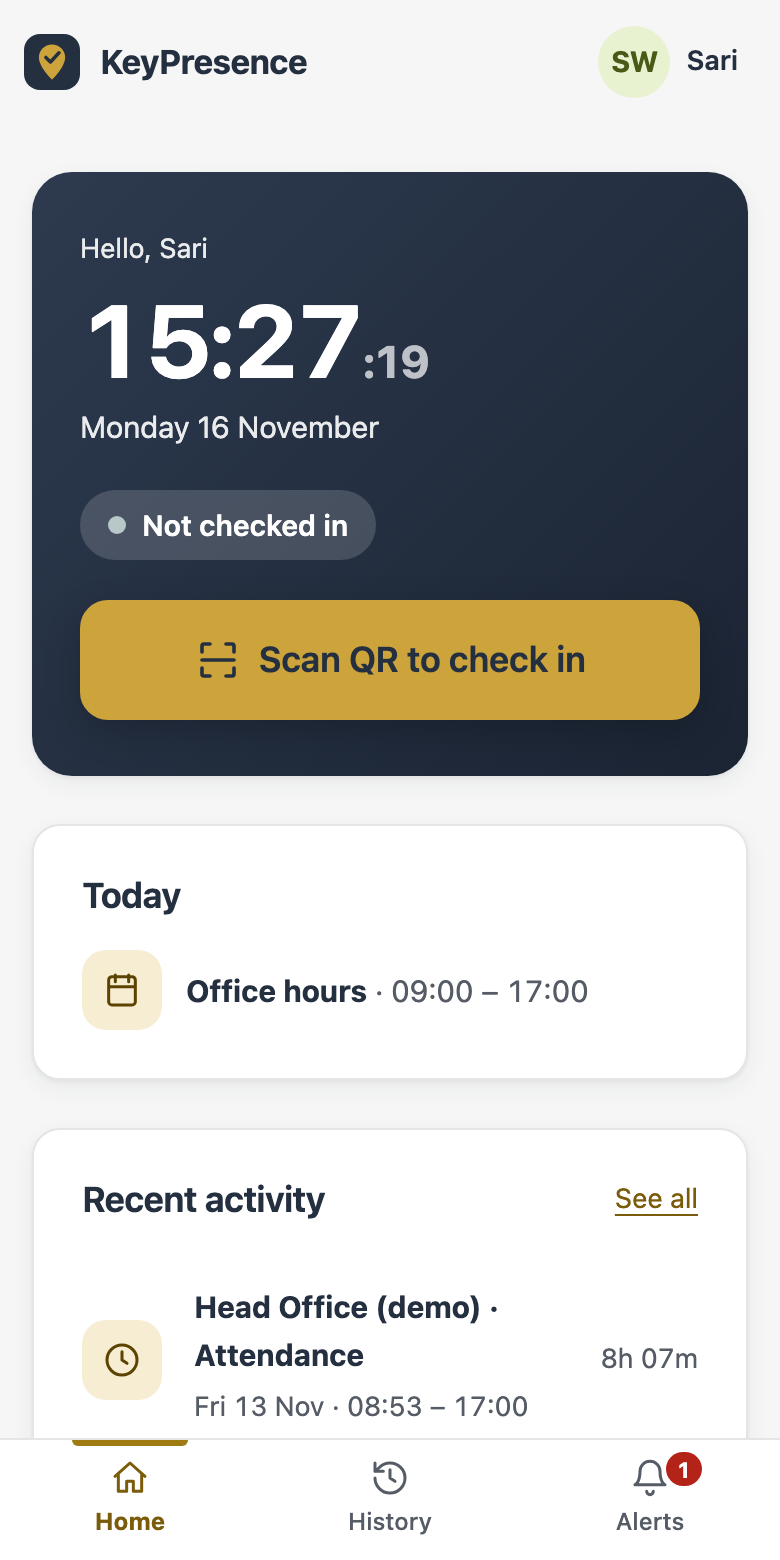 KeyPresence
SW
Sari
Hello, Sari
15:27:19
Monday 16 November
Not checked in
Scan QR to check in
Today
Office hours · 09:00 – 17:00
Recent activity
See all
Head Office (demo) ·
Attendance
8h 07m
Fri 13 Nov · 08:53 – 17:00
1
Home
History
Alerts